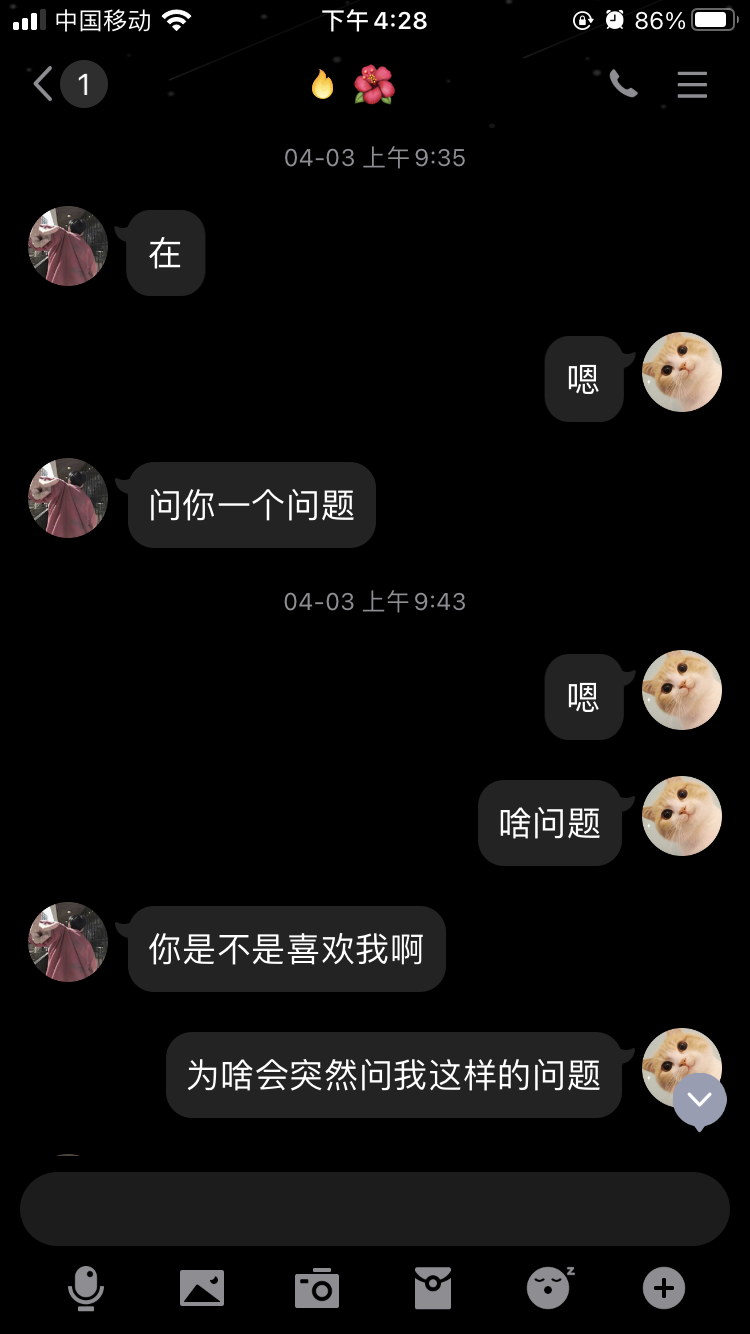 中国移动 下午4:28 86%
1
04-03 上午9:35
在
嗯
问你一个问题
04-03 上午9:43
嗯
啥问题
你是不是喜欢我啊
为啥会突然问我这样的问题
z